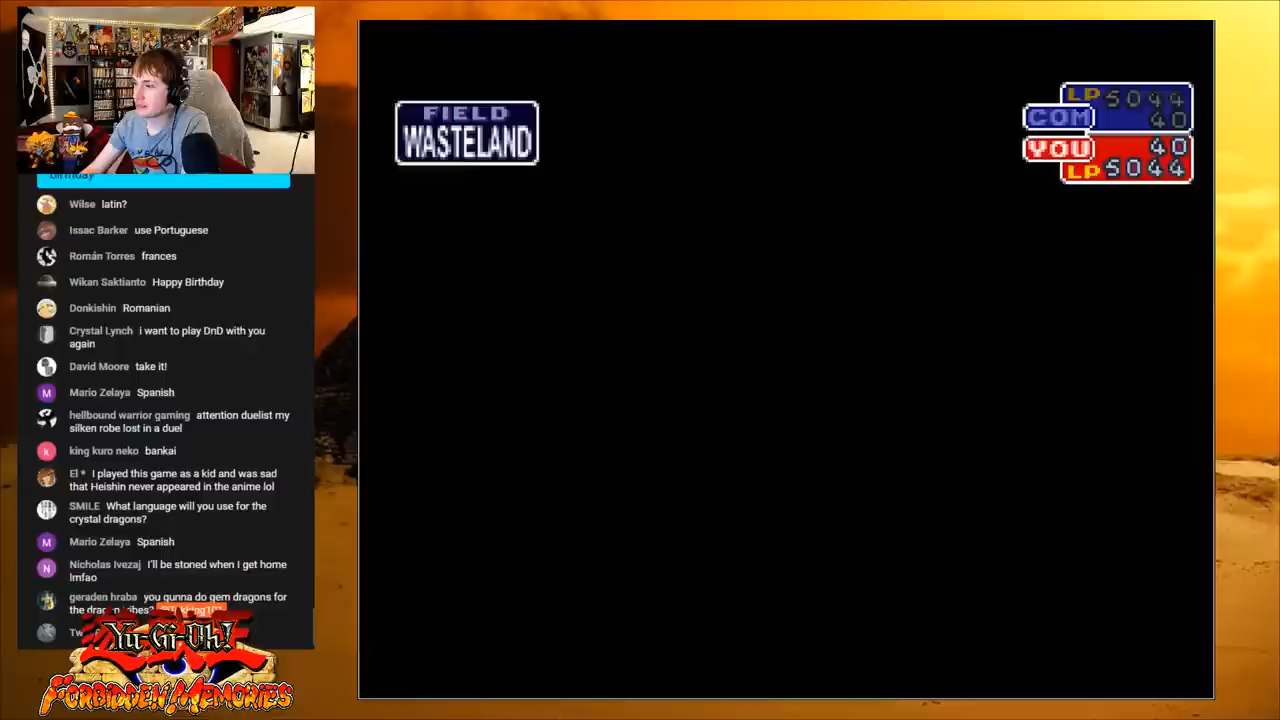 birthday
Wilse latin?
Issac Barker use Portuguese
Román Torres frances
Wikan Saktianto Happy Birthday
Donkishin Romanian
Crystal Lynch i want to play DnD with you
again
David Moore take it!
M Mario Zelaya Spanish
hellbound warrior gaming attention duelist my
silken robe lost in a duel
k king kuro neko bankai
El * I played this game as a kid and was sad
that Heishin never appeared in the anime lol
SMILE What language will you use for the
crystal dragons?
M Mario Zelaya Spanish
N Nicholas Ivezaj I'll be stoned when I get home
lmfao
geraden hraba you gunna do gem dragons for
the
Yu-Gi-Oh!
FORBIDDEN MEMORIES
FIELD
WASTELAND
LP 5044
COM 40
YOU 40
LP 5044